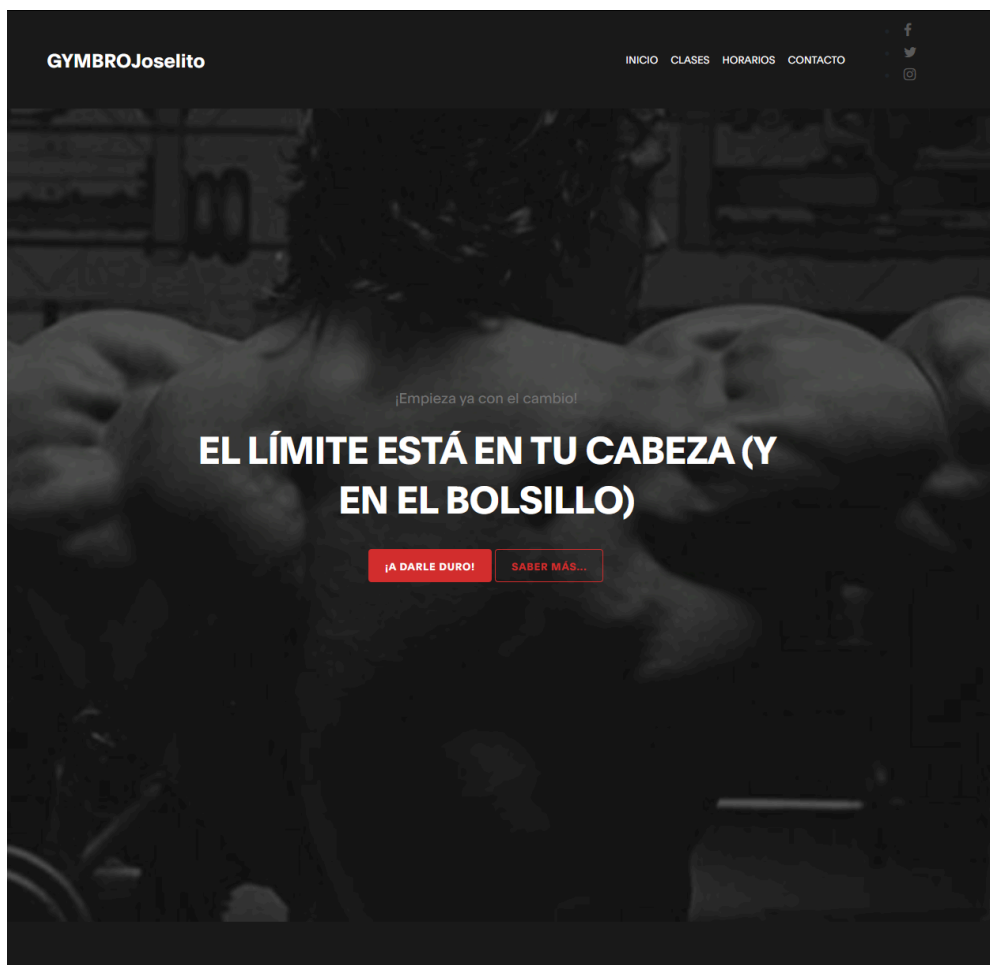 GYMBROJoselito
INICIO CLASES HORARIOS CONTACTO
¡Empieza ya con el cambio!
EL LÍMITE ESTÁ EN TU CABEZA (Y
EN EL BOLSILLO)
¡A DARLE DURO! SABER MÁS...